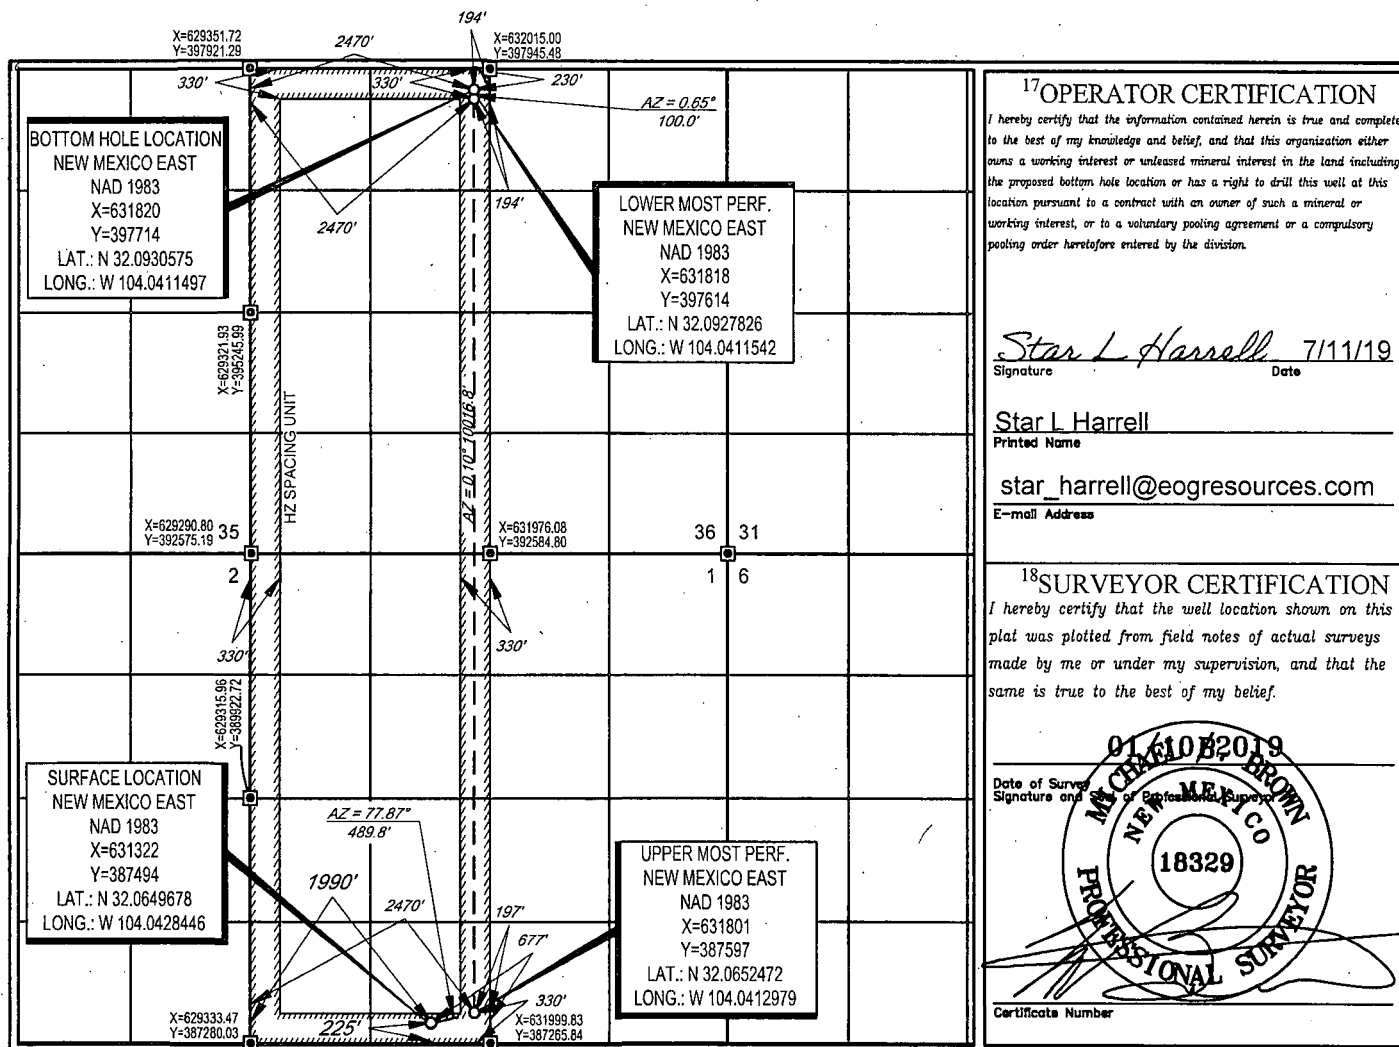 194'
X=629351.72
Y=397921.29
2470'
X=632015.00
Y=397945.48
330'
330'
230'
AZ = 0.65°
100.0'
BOTTOM HOLE LOCATION
NEW MEXICO EAST
NAD 1983
X=631820
Y=397714
LAT.: N 32.0930575
LONG.: W 104.0411497
2470'
194'
LOWER MOST PERF.
NEW MEXICO EAST
NAD 1983
X=631818
Y=397614
LAT.: N 32.0927826
LONG.: W 104.0411542
X=629321.93
Y=395245.99
HZ SPACING UNIT
AZ = 0.10° 10016.8'
X=629290.80
Y=392575.19
35
2
X=631976.08
Y=392584.80
36 31
1 6
330'
330'
X=629315.96
Y=389922.72
SURFACE LOCATION
NEW MEXICO EAST
NAD 1983
X=631322
Y=387494
LAT.: N 32.0649678
LONG.: W 104.0428446
AZ = 77.87°
489.8'
1990'
2470'
197'
677'
UPPER MOST PERF.
NEW MEXICO EAST
NAD 1983
X=631801
Y=387597
LAT.: N 32.0652472
LONG.: W 104.0412979
X=629333.47
Y=387280.03
225'
330'
X=631999.83
Y=387265.84
17OPERATOR CERTIFICATION
I hereby certify that the information contained herein is true and complete
to the best of my knowledge and belief, and that this organization either
owns a working interest or unleased mineral interest in the land including
the proposed bottom hole location or has a right to drill this well at this
location pursuant to a contract with an owner of such a mineral or
working interest, or to a voluntary pooling agreement or a compulsory
pooling order heretofore entered by the division.
Star L Harrell 7/11/19
Signature Date
Star L Harrell
Printed Name
star_harrell@eogresources.com
E-mail Address
18SURVEYOR CERTIFICATION
I hereby certify that the well location shown on this
plat was plotted from field notes of actual surveys
made by me or under my supervision, and that the
same is true to the best of my belief.
01/10/2019
Date of Survey
Signature and Seal of Professional Surveyor
MICHAEL B. BROWN
NEW MEXICO
18329
PROFESSIONAL SURVEYOR
Certificate Number